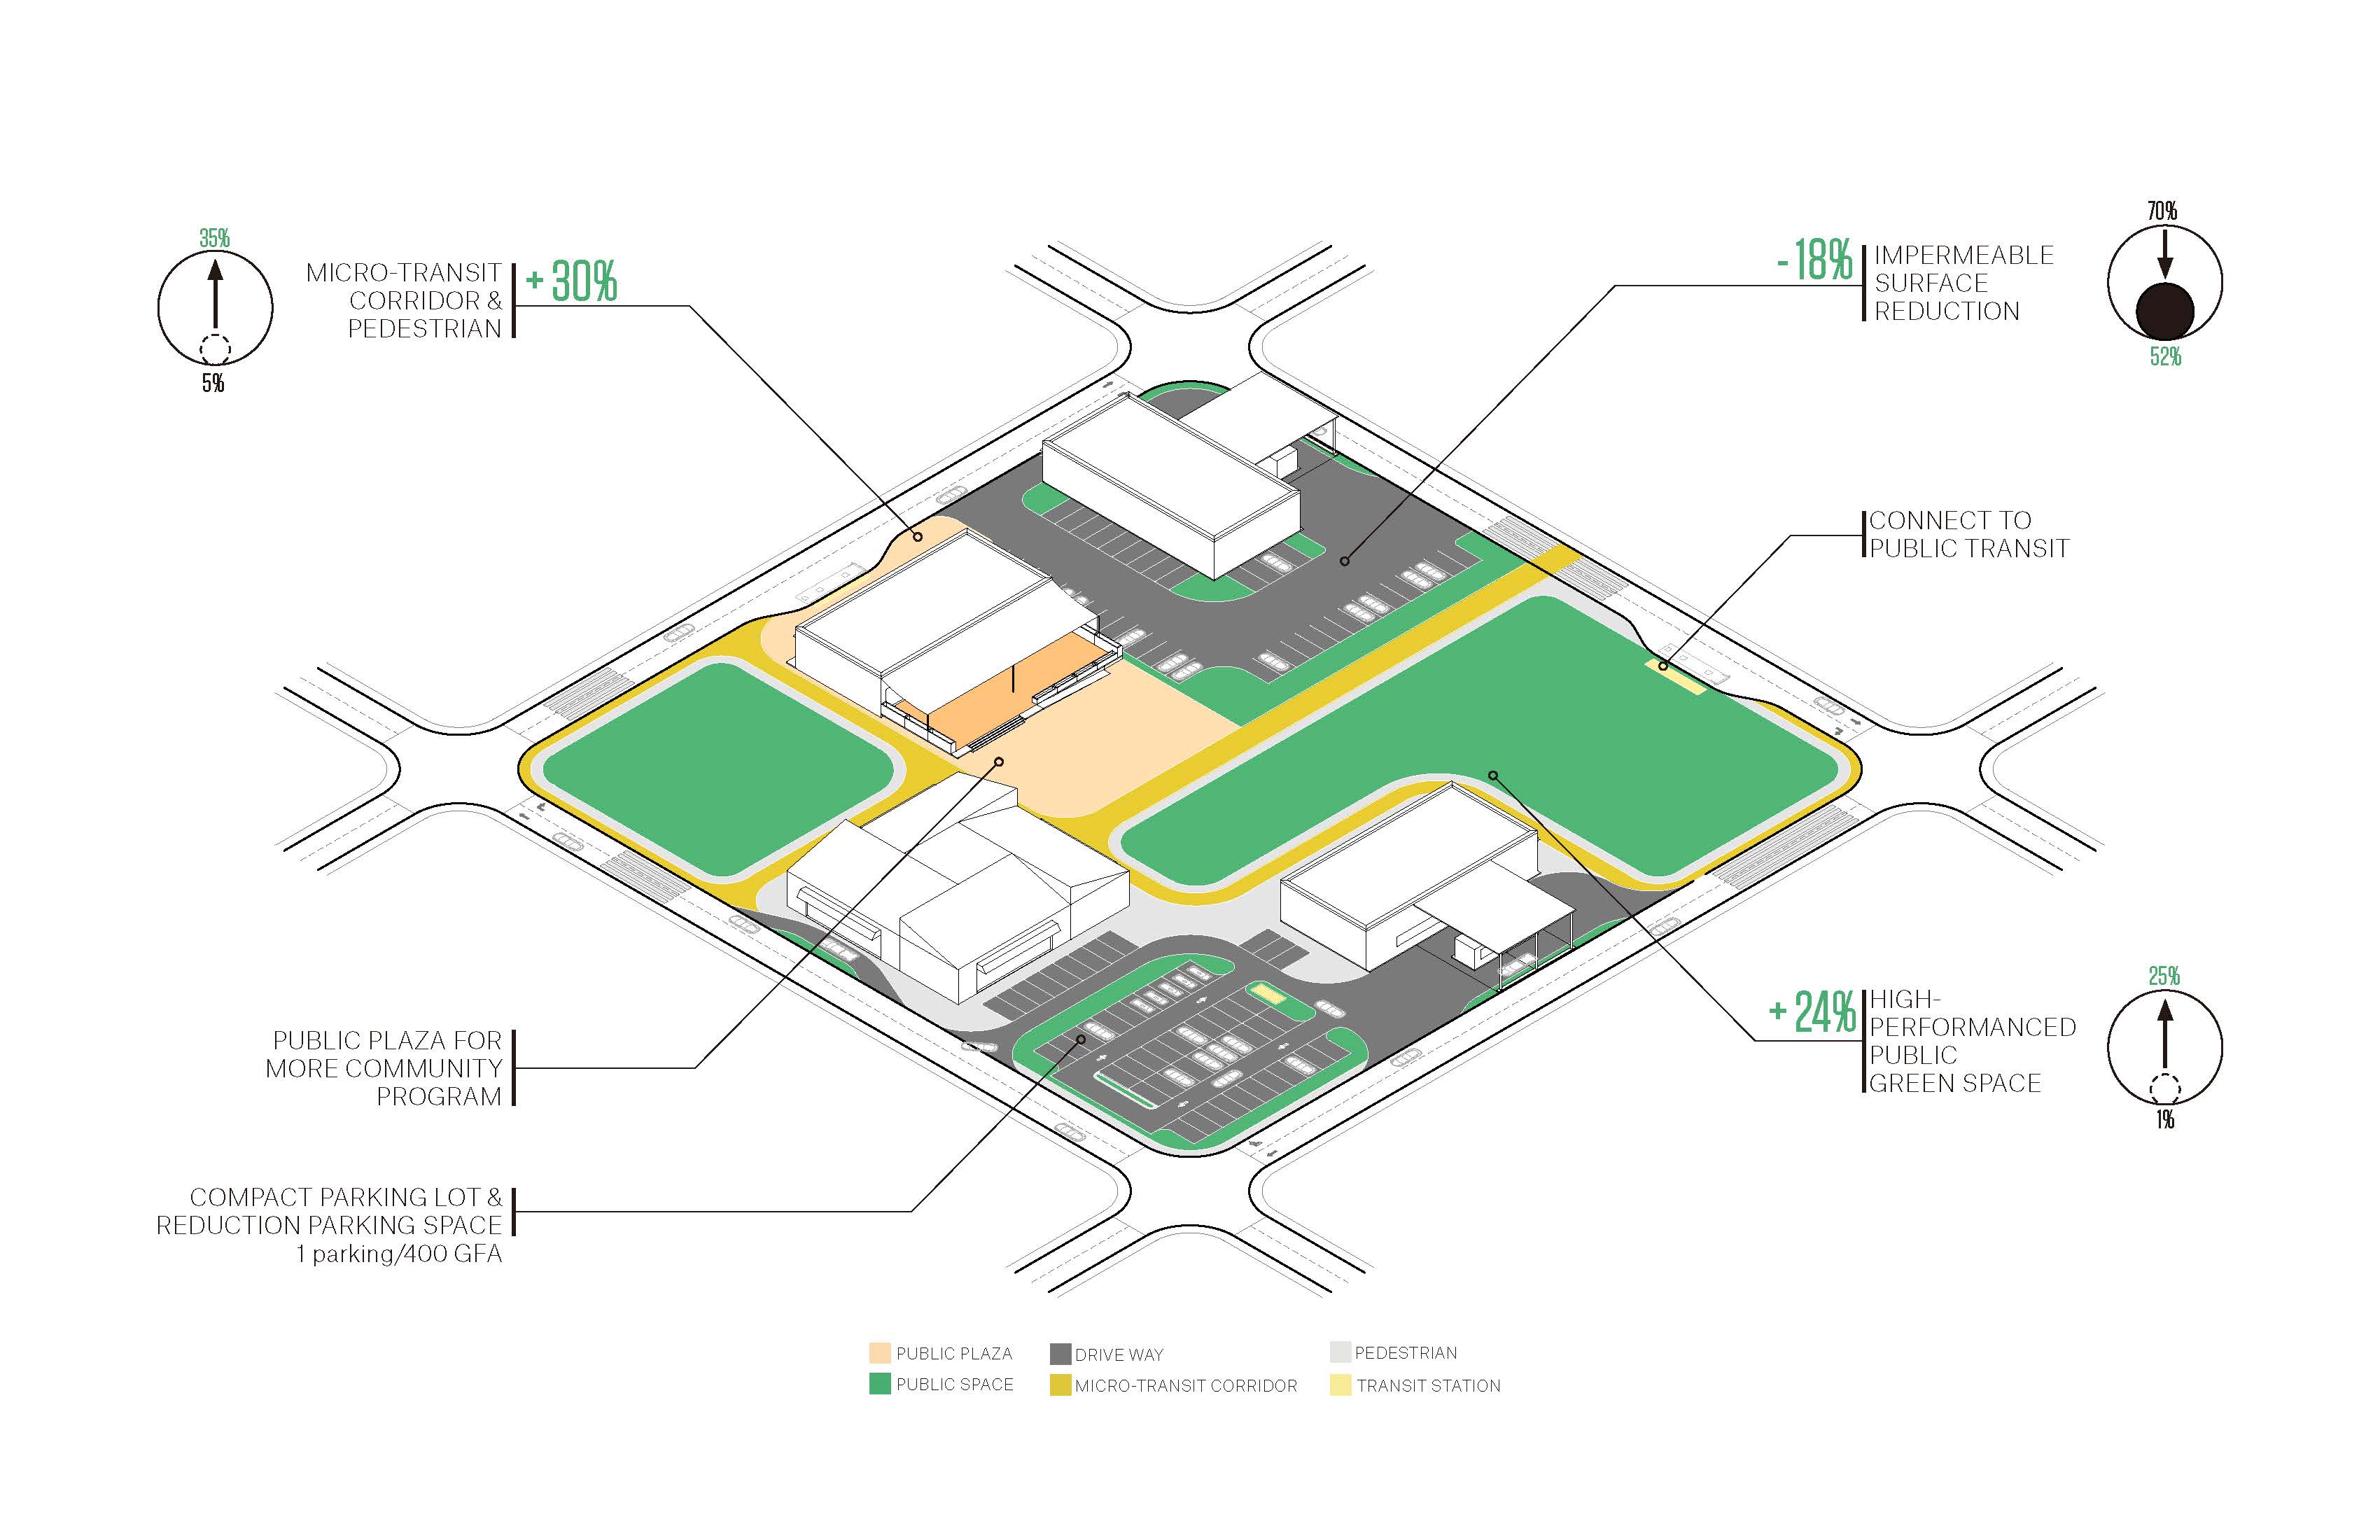 35%
MICRO-TRANSIT
CORRIDOR &
PEDESTRIAN
+ 30%
5%
-18%
IMPERMEABLE
SURFACE
REDUCTION
70%
52%
CONNECT TO
PUBLIC TRANSIT
PUBLIC PLAZA FOR
MORE COMMUNITY
PROGRAM
+ 24%
HIGH-
PERFORMANCED
PUBLIC
GREEN SPACE
25%
1%
COMPACT PARKING LOT &
REDUCTION PARKING SPACE
1 parking/400 GFA
PUBLIC PLAZA
DRIVE WAY
PEDESTRIAN
PUBLIC SPACE
MICRO-TRANSIT CORRIDOR
TRANSIT STATION